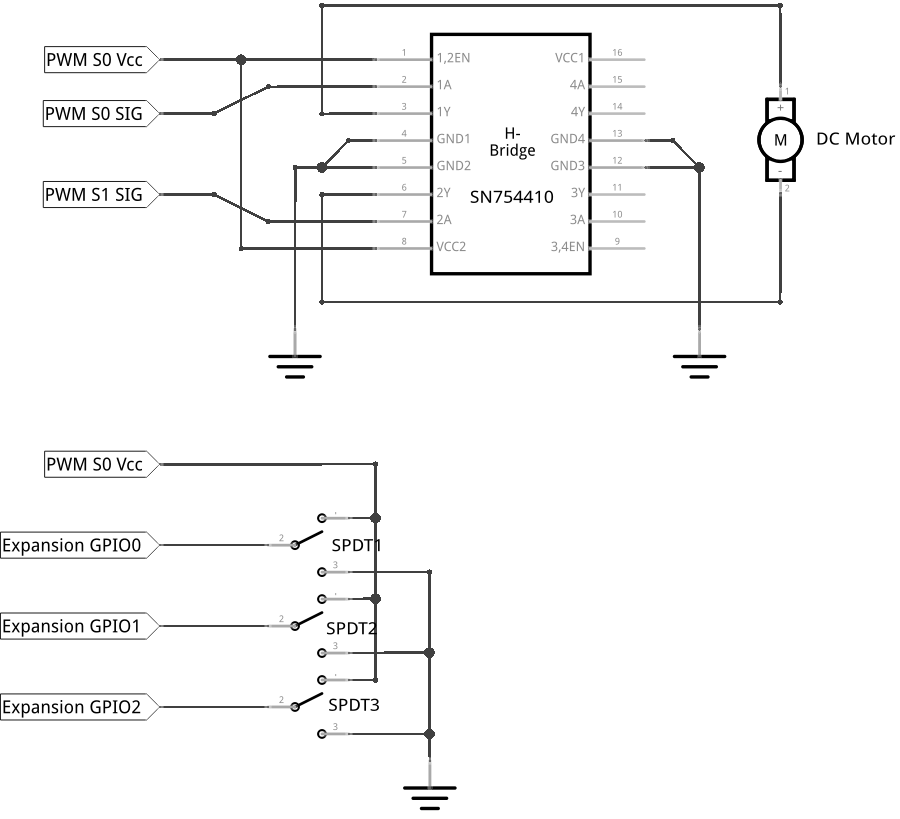 PWM S0 Vcc
1
1,2EN
VCC1
16
2
1A
4A
15
1
PWM S0 SIG
3
1Y
4Y
14
+
4
GND1
H-
Bridge
GND4
13
M
DC Motor
5
GND2
GND3
12
-
PWM S1 SIG
6
2Y
SN754410
3Y
11
2
7
2A
3A
10
8
VCC2
3,4EN
9
PWM S0 Vcc
Expansion GPIO0
2
SPDT1
3
Expansion GPIO1
2
SPDT2
3
Expansion GPIO2
2
SPDT3
3